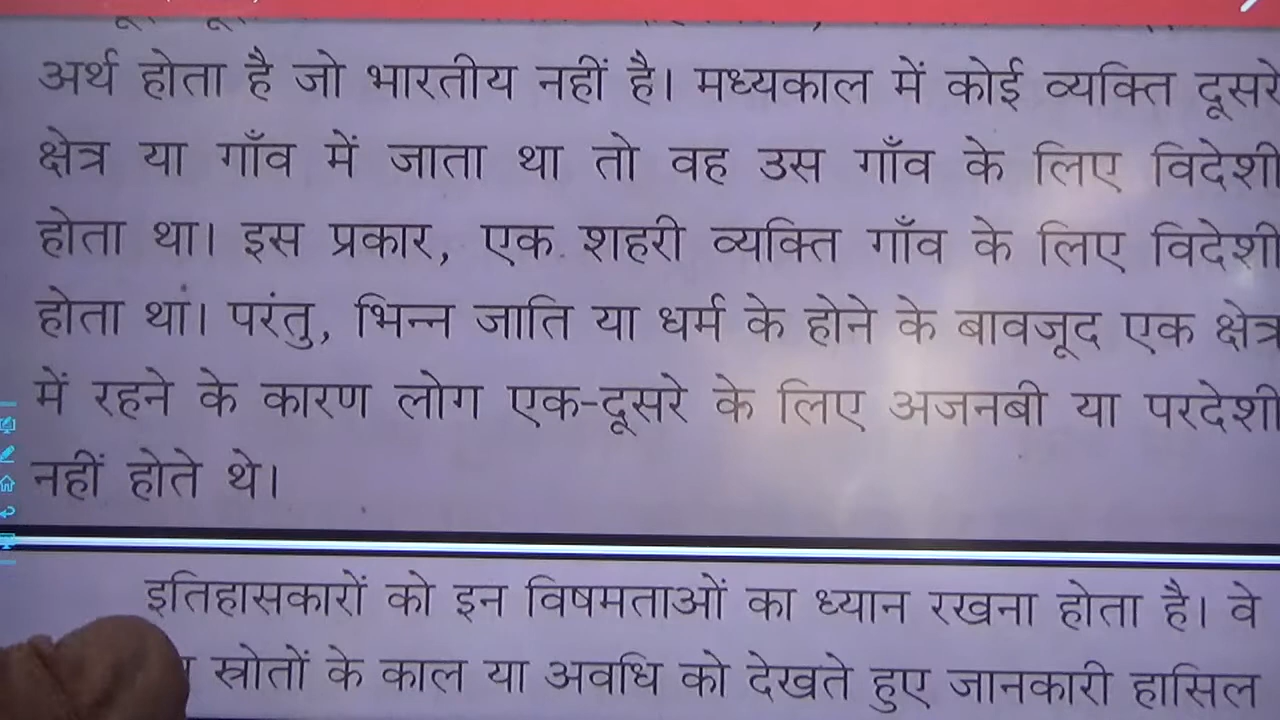 अर्थ होता है जो भारतीय नहीं है। मध्यकाल में कोई व्यक्ति दूसरे
क्षेत्र या गाँव में जाता था तो वह उस गाँव के लिए विदेशी
होता था। इस प्रकार, एक शहरी व्यक्ति गाँव के लिए विदेशी
होता था। परंतु, भिन्न जाति या धर्म के होने के बावजूद एक क्षेत्र
में रहने के कारण लोग एक-दूसरे के लिए अजनबी या परदेशी
नहीं होते थे।
इतिहासकारों को इन विषमताओं का ध्यान रखना होता है। वे
स्रोतों के काल या अवधि को देखते हुए जानकारी हासिल